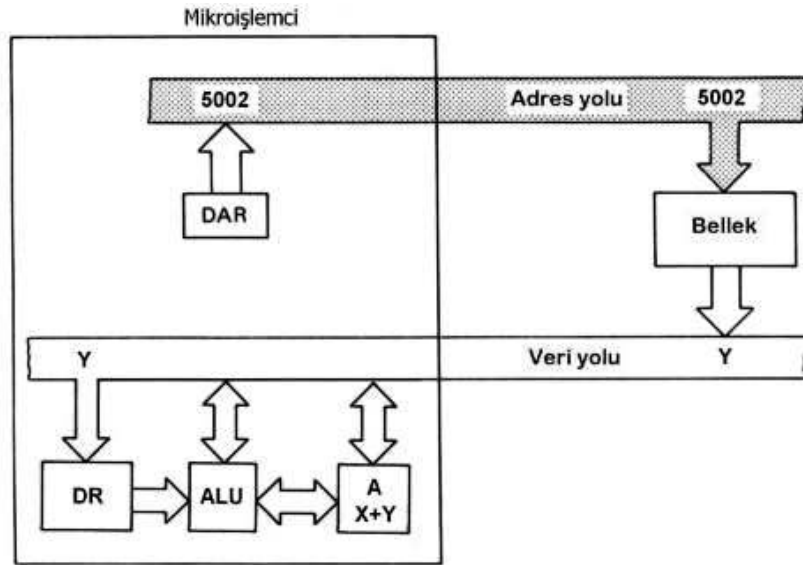 Mikroişlemci
5002 Adres yolu 5002
DAR
Bellek
Y Veri yolu Y
DR ALU A
X+Y